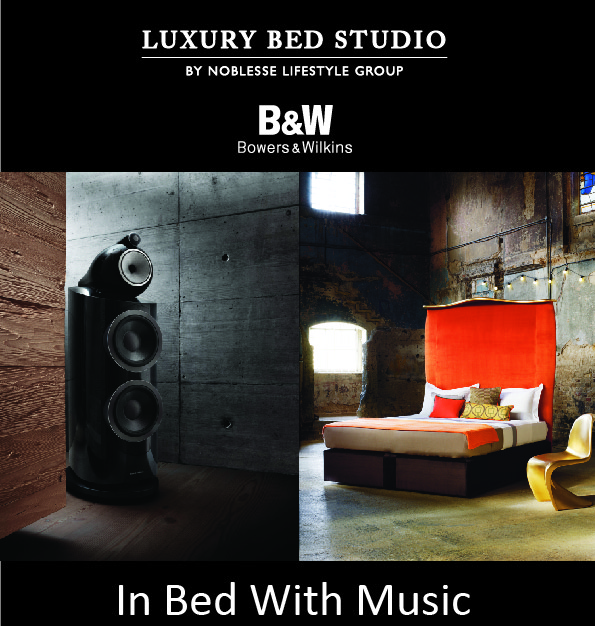 LUXURY BED STUDIO
BY NOBLESSE LIFESTYLE GROUP
B&W
Bowers & Wilkins
In Bed With Music